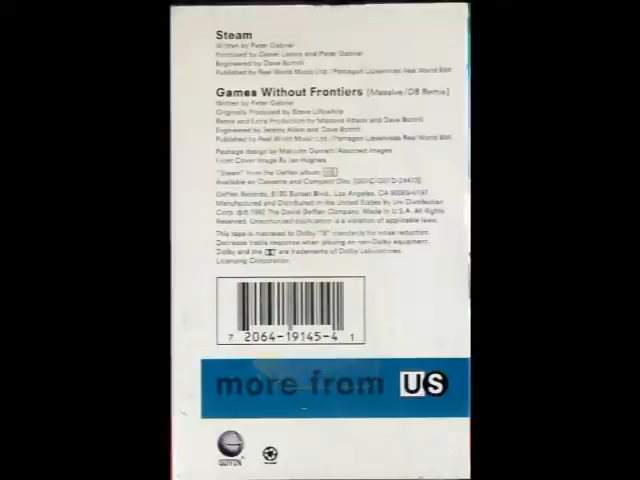 Steam
Written by Peter Gabriel
Produced by Daniel Lanois and Peter Gabriel
Engineered by Dave Bottrill
Published by Real World Music Ltd./Pentagon Lipservices Real World BMI
Games Without Frontiers [Massive/DB Remix]
Written by Peter Gabriel
Originally Produced by Steve Lillywhite
Remix and Extra Production by Massive Attack and Dave Bottrill
Engineered by Jeremy Allom and Dave Bottrill
Published by Real World Music Ltd./Pentagon Lipservices Real World BMI
Package design by Malcolm Garrett/Assorted Images
Front Cover Image By Ian Hughes
"Steam" from the Geffen album US
Available on Cassette and Compact Disc
Geffen Records, 9130 Sunset Blvd., Los Angeles, CA 90069-6197
Manufactured and Distributed in the United States by Uni Distribution
Corp. ©℗ 1992 The David Geffen Company. Made in U.S.A. All Rights
Reserved. Unauthorized duplication is a violation of applicable laws.
This tape is mastered to Dolby "B" standards for noise reduction.
Decrease treble response when playing on non-Dolby equipment.
Dolby and the are trademarks of Dolby Laboratories
Licensing Corporation.
7 2064-19145-4 1
more from US
GEFFEN